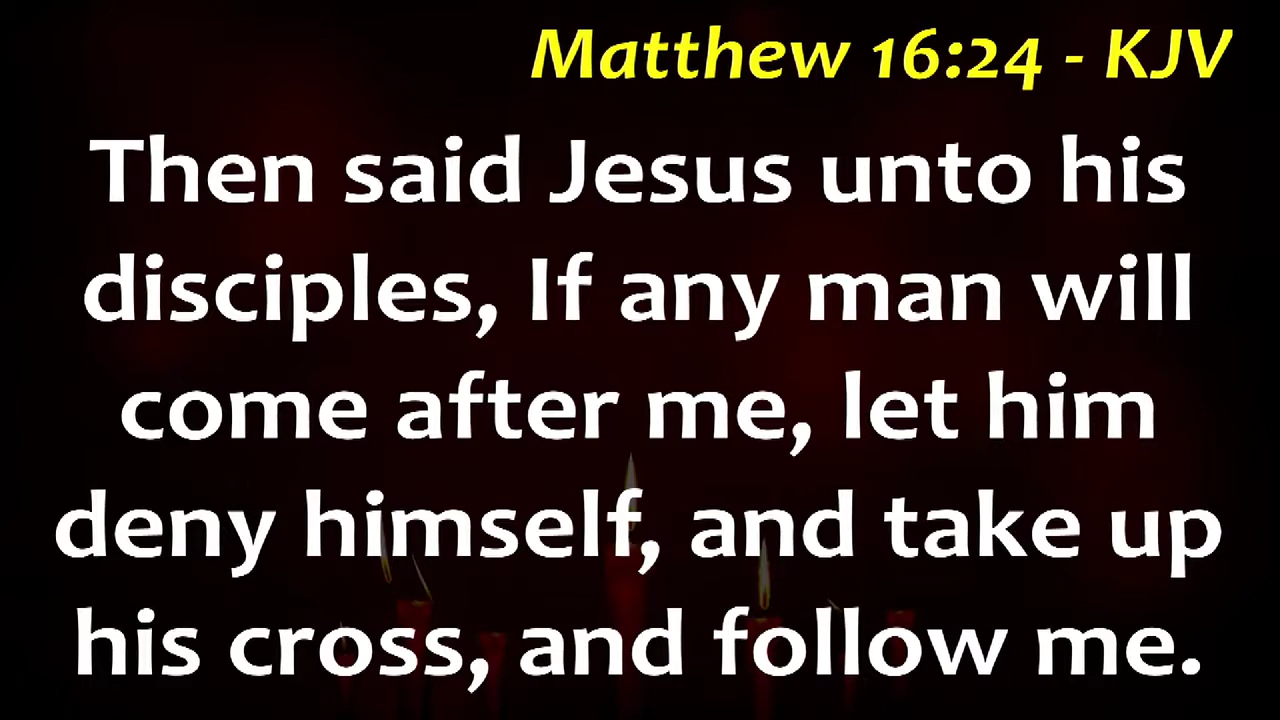 Matthew 16:24 - KJV
Then said Jesus unto his
disciples, If any man will
come after me, let him
deny himself, and take up
his cross, and follow me.